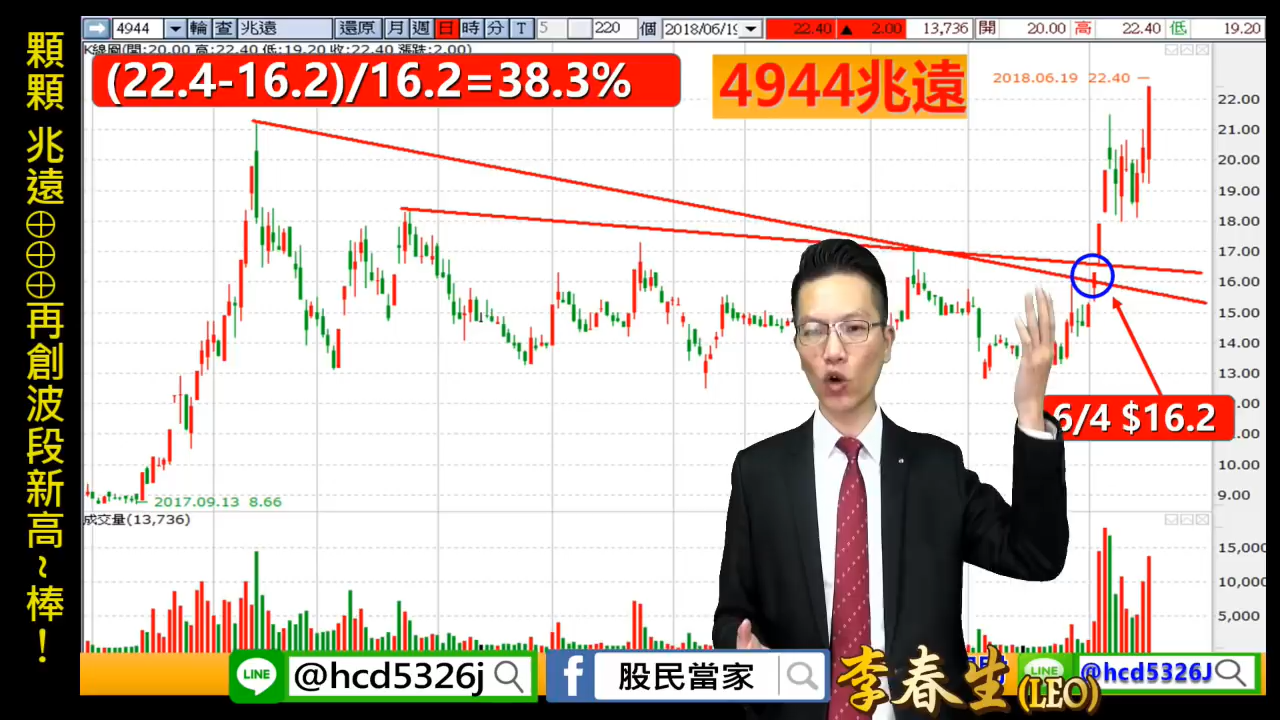 顆顆 兆遠⊕⊕⊕再創波段新高~棒！
4944 輪 查 兆遠 還原 月 週 日 時 分 T 5 220 個 2018/06/19 22.40 ▲ 2.00 13,736 開 20.00 高 22.40 低 19.20
K線圖(開:20.00 高:22.40 低:19.20 收:22.40 漲跌:2.00)
(22.4-16.2)/16.2=38.3%
4944兆遠
2018.06.19 22.40
22.00
21.00
20.00
19.00
18.00
17.00
16.00
15.00
14.00
13.00
6/4 $16.2
10.00
9.00
2017.09.13 8.66
成交量(13,736)
15,000
10,000
5,000
LINE @hcd5326j
f 股民當家
李春生(LEO)
LINE @hcd5326J